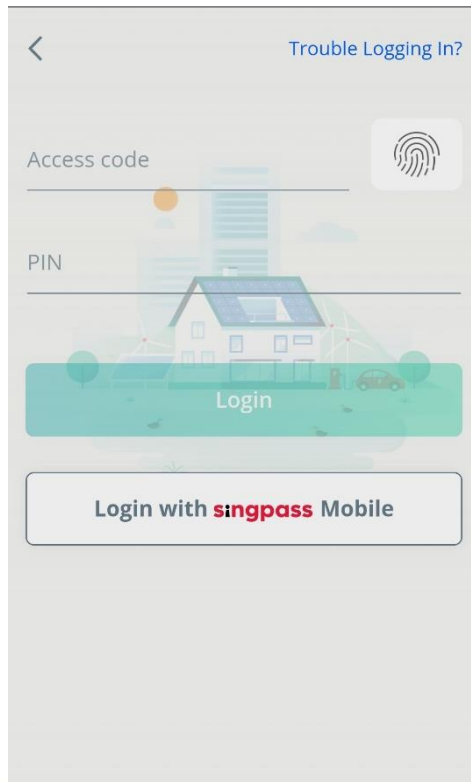 Trouble Logging In?
Access code
PIN
Login
Login with singpass Mobile